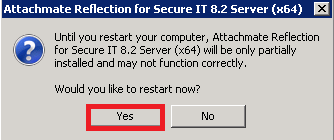 Attachmate Reflection for Secure IT 8.2 Server (x64)
Until you restart your computer, Attachmate Reflection
for Secure IT 8.2 Server (x64) will be only partially
installed and may not function correctly.
Would you like to restart now?
Yes
No